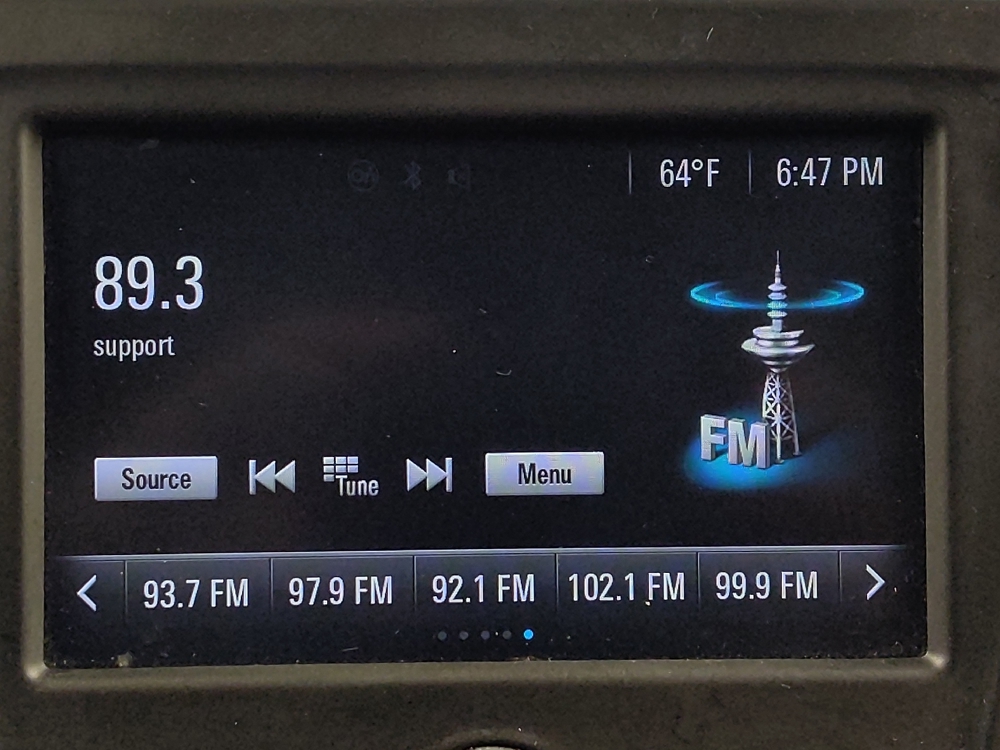 64°F 6:47 PM
89.3
support
FM
Source Tune Menu
93.7 FM 97.9 FM 92.1 FM 102.1 FM 99.9 FM